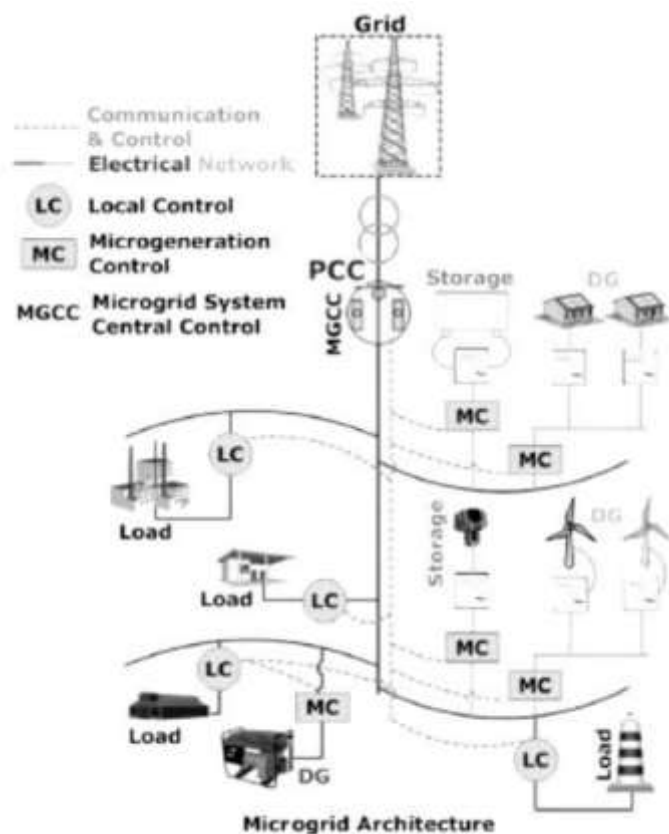 Grid
Communication
& Control
Electrical Network
LC
Local Control
MC
Microgeneration
Control
MGCC
Microgrid System
Central Control
PCC
MGCC
Storage
DG
MC
MC
LC
Load
Storage
DG
Load
LC
MC
MC
LC
Load
MC
DG
LC
Load
Microgrid Architecture